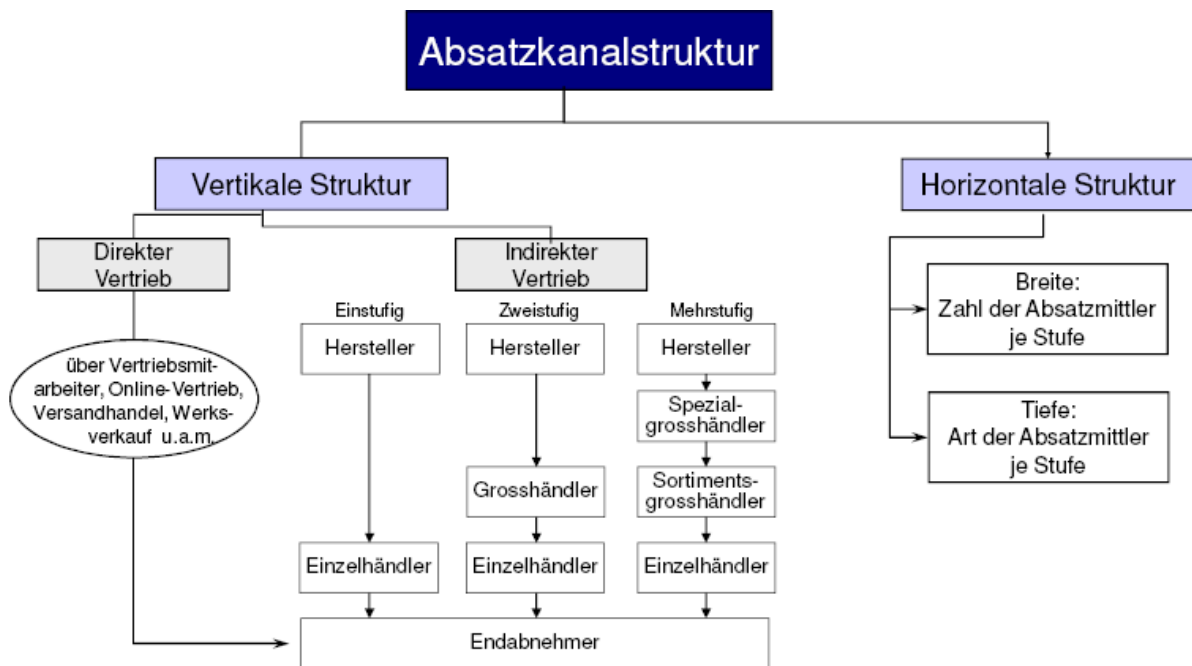 Absatzkanalstruktur
Vertikale Struktur
Horizontale Struktur
Direkter
Vertrieb
Indirekter
Vertrieb
über Vertriebsmit-
arbeiter, Online-Vertrieb,
Versandhandel, Werks-
verkauf u.a.m.
Einstufig
Hersteller
Einzelhändler
Zweistufig
Hersteller
Grosshändler
Einzelhändler
Mehrstufig
Hersteller
Spezial-
grosshändler
Sortiments-
grosshändler
Einzelhändler
Endabnehmer
Breite:
Zahl der Absatzmittler
je Stufe
Tiefe:
Art der Absatzmittler
je Stufe